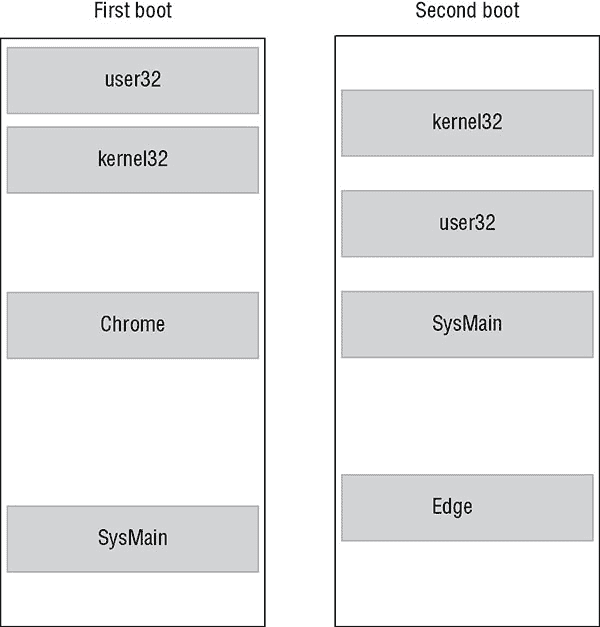 First boot
user32
kernel32
Chrome
SysMain
Second boot
kernel32
user32
SysMain
Edge